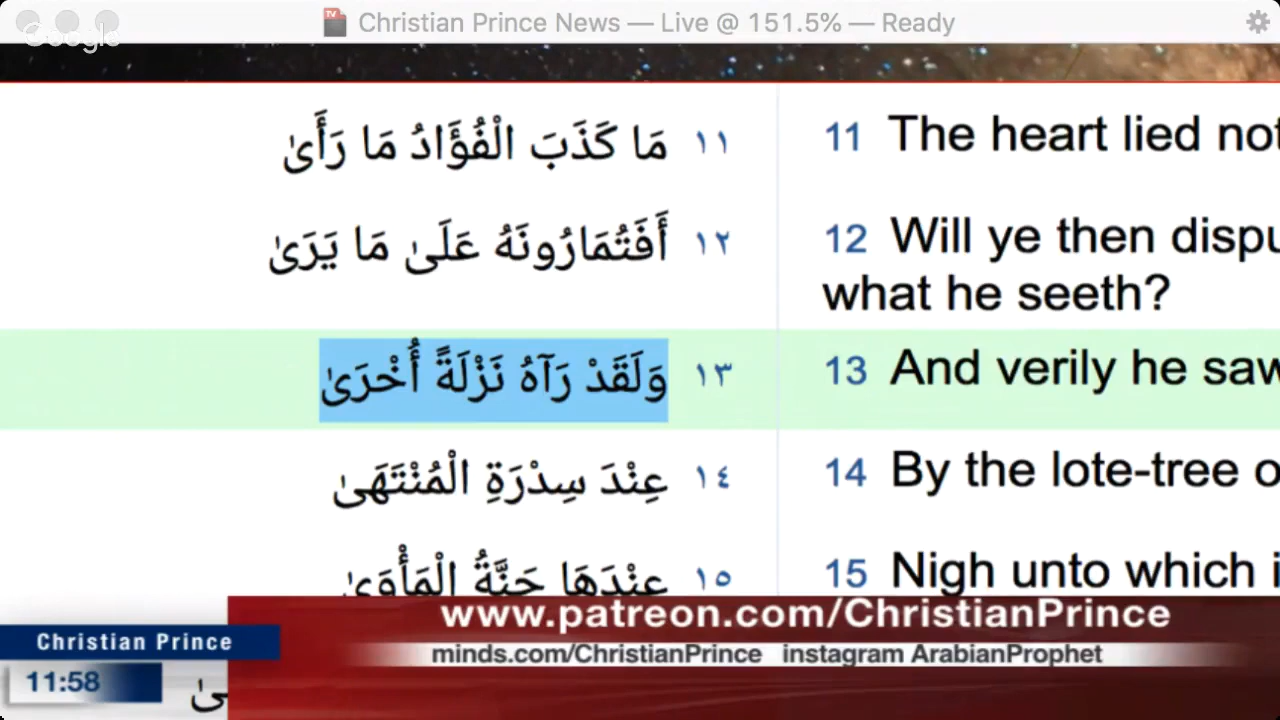 Google
Christian Prince News — Live @ 151.5% — Ready
مَا كَذَبَ الْفُؤَادُ مَا رَأَىٰ ١١
11 The heart lied not
أَفَتُمَارُونَهُ عَلَىٰ مَا يَرَىٰ ١٢
12 Will ye then dispu
what he seeth?
وَلَقَدْ رَآهُ نَزْلَةً أُخْرَىٰ ١٣
13 And verily he saw
عِنْدَ سِدْرَةِ الْمُنْتَهَىٰ ١٤
14 By the lote-tree o
عِنْدَهَا جَنَّةُ الْمَأْوَىٰ ١٥
15 Nigh unto which i
www.patreon.com/ChristianPrince
Christian Prince
minds.com/ChristianPrince instagram ArabianProphet
11:58